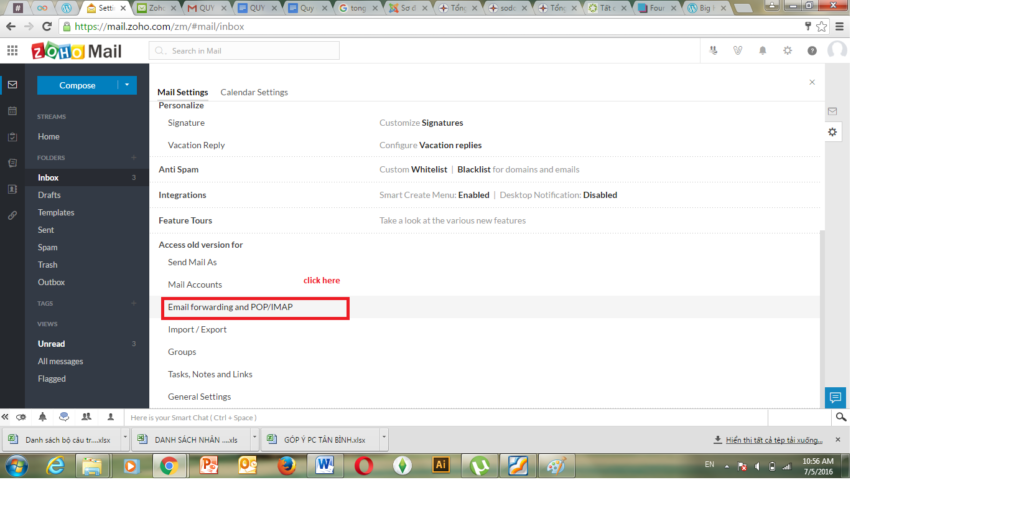 Setti
Zoho
QUY
QUY
Quy
tong
Sơ đ
Tổng
sodo
Tổng
Tất
Four
Big
https://mail.zoho.com/zm/#mail/inbox
ZOHO Mail
Search in Mail
Compose
Mail Settings Calendar Settings
STREAMS
Home
FOLDERS
Inbox 3
Drafts
Templates
Sent
Spam
Trash
Outbox
TAGS
VIEWS
Unread 3
All messages
Flagged
Personalize
Signature Customize Signatures
Vacation Reply Configure Vacation replies
Anti Spam Custom Whitelist | Blacklist for domains and emails
Integrations Smart Create Menu: Enabled | Desktop Notification: Disabled
Feature Tours Take a look at the various new features
Access old version for
Send Mail As
click here
Mail Accounts
Email forwarding and POP/IMAP
Import / Export
Groups
Tasks, Notes and Links
General Settings
Here is your Smart Chat ( Ctrl + Space )
Danh sách bộ câu tr....xlsx
DANH SÁCH NHÂN ....xls
GÓP Ý PC TÂN BÌNH.xlsx
Hiển thị tất cả tệp tải xuống...
EN
10:56 AM
7/5/2016